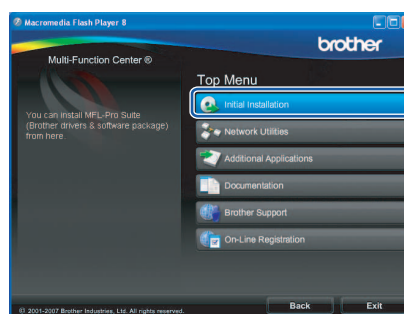 Macromedia Flash Player 8
brother
Multi-Function Center ®
Top Menu
Initial Installation
You can install MFL-Pro Suite
(Brother drivers & software package)
from here.
Network Utilities
Additional Applications
Documentation
Brother Support
On-Line Registration
© 2001-2007 Brother Industries, Ltd. All rights reserved.
Back
Exit